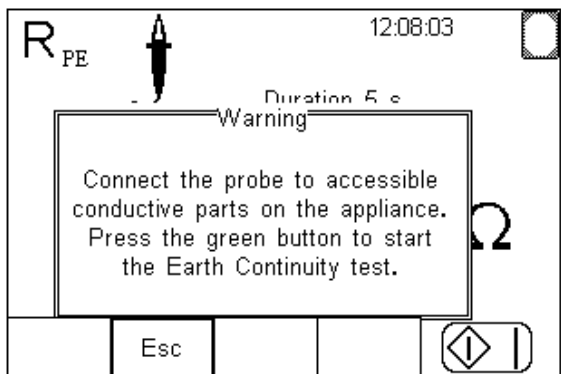 R PE
12:08:03
Duration 5 s
Warning
Connect the probe to accessible
conductive parts on the appliance.
Press the green button to start
the Earth Continuity test.
Ω
Esc